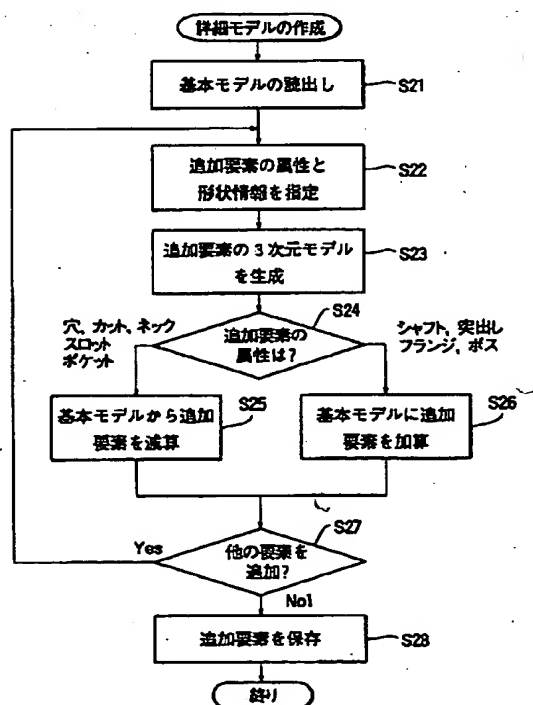 詳細モデルの作成
基本モデルの読出し
S21
追加要素の属性と
形状情報を指定
S22
追加要素の3次元モデル
を生成
S23
S24
追加要素の
属性は?
穴, カット, ネック
スロット
ポケット
シャフト, 突出し
フランジ, ボス
基本モデルから追加
要素を減算
S25
基本モデルに追加
要素を加算
S26
S27
他の要素を
追加?
Yes
No1
追加要素を保存
S28
終り